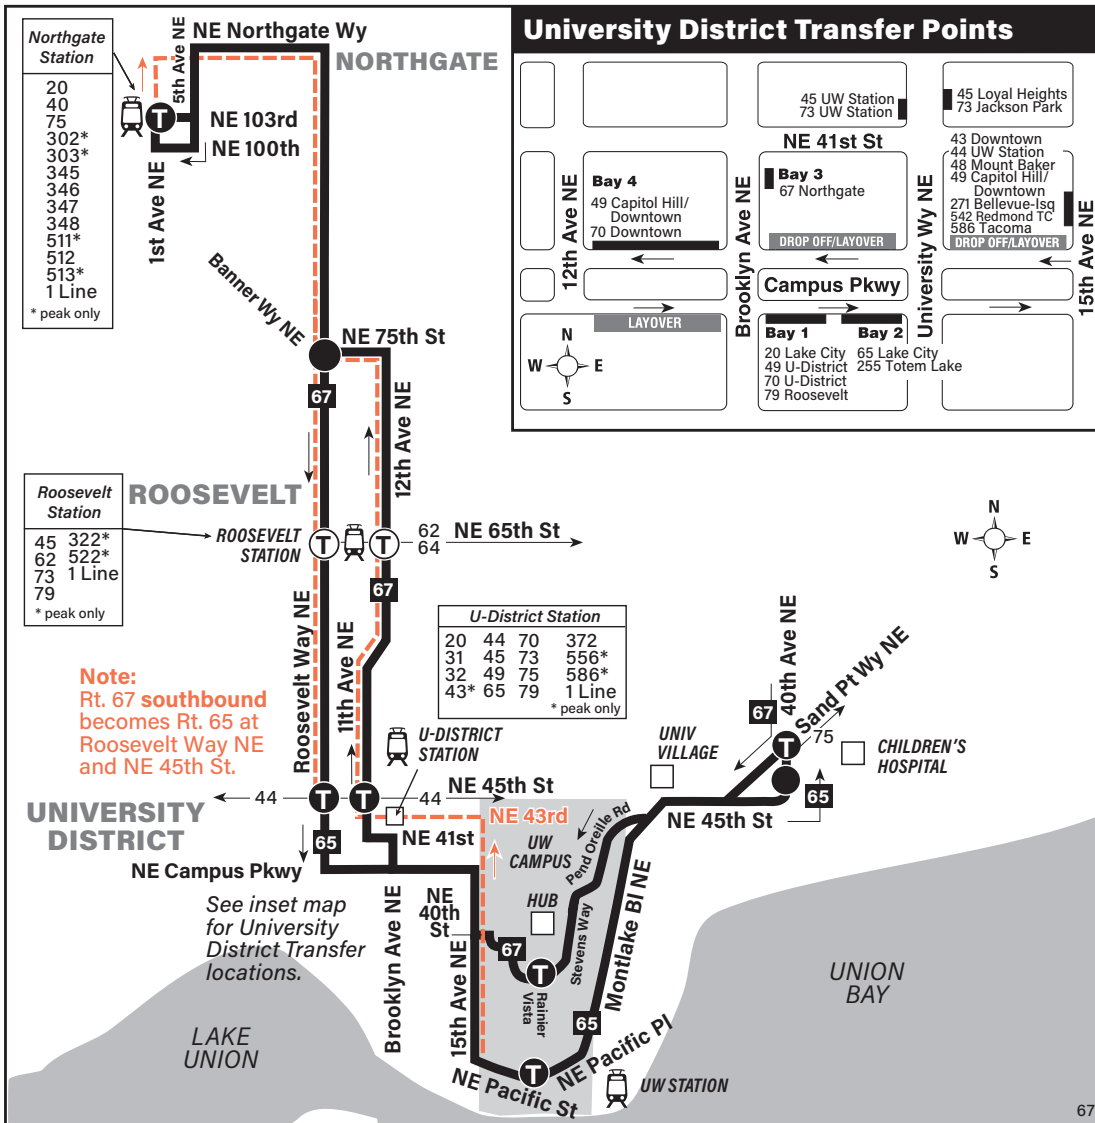 University District Transfer Points
Northgate
Station
20
40
75
302*
303*
345
346
347
348
511*
512
513*
1 Line
* peak only
NE Northgate Wy
NORTHGATE
5th Ave NE
T
NE 103rd
NE 100th
1st Ave NE
Banner Wy NE
NE 75th St
67
12th Ave NE
ROOSEVELT
Roosevelt
Station
45 322*
62 522*
73 1 Line
79
* peak only
ROOSEVELT
STATION
T
T
62
64
NE 65th St
67
Roosevelt Way NE
11th Ave NE
Note:
Rt. 67 southbound
becomes Rt. 65 at
Roosevelt Way NE
and NE 45th St.
U-District Station
20 44 70 372
31 45 73 556*
32 49 75 586*
43* 65 79 1 Line
* peak only
U-DISTRICT
STATION
UNIVERSITY
DISTRICT
44
T
T
44
NE 45th St
NE 43rd
NE 41st
65
NE Campus Pkwy
See inset map
for University
District Transfer
locations.
Brooklyn Ave NE
15th Ave NE
NE
40th
St
67
UW
CAMPUS
HUB
T
Rainier
Vista
Stevens Way
Pend Oreille Rd
Montlake Bl NE
65
T
NE Pacific St
NE Pacific Pl
UW STATION
UNIV
VILLAGE
NE 45th St
67
40th Ave NE
Sand Pt Wy NE
T
75
65
CHILDREN'S
HOSPITAL
LAKE
UNION
UNION
BAY
N
W E
S
67
45 UW Station
73 UW Station
45 Loyal Heights
73 Jackson Park
NE 41st St
12th Ave NE
Bay 4
49 Capitol Hill/
Downtown
70 Downtown
Brooklyn Ave NE
Bay 3
67 Northgate
DROP OFF/LAYOVER
University Wy NE
43 Downtown
44 UW Station
48 Mount Baker
49 Capitol Hill/
Downtown
271 Bellevue-Isq
542 Redmond TC
586 Tacoma
DROP OFF/LAYOVER
15th Ave NE
Campus Pkwy
LAYOVER
N
W E
S
Bay 1
20 Lake City
49 U-District
70 U-District
79 Roosevelt
Bay 2
65 Lake City
255 Totem Lake